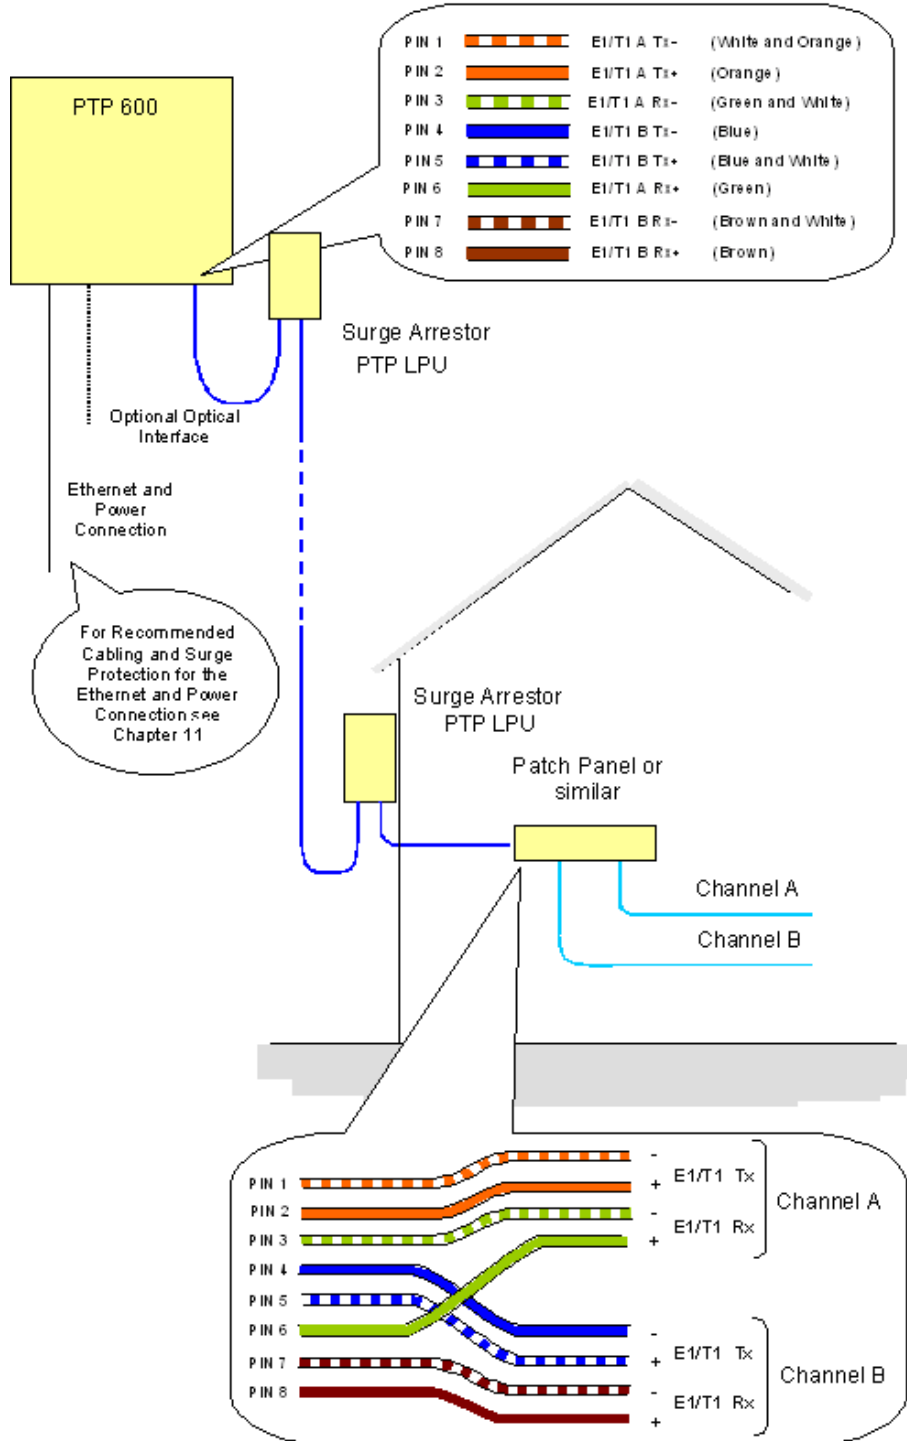 PIN 1 E1/T1 A Tx- (White and Orange)
PTP 600
PIN 2 E1/T1 A Tx+ (Orange)
PIN 3 E1/T1 A Rx- (Green and White)
PIN 4 E1/T1 B Tx- (Blue)
PIN 5 E1/T1 B Tx+ (Blue and White)
PIN 6 E1/T1 A Rx+ (Green)
PIN 7 E1/T1 B Rx- (Brown and White)
PIN 8 E1/T1 B Rx+ (Brown)
Surge Arrestor
PTP LPU
Optional Optical
Interface
Ethernet and
Power
Connection
For Recommended
Cabling and Surge
Protection for the
Ethernet and Power
Connection see
Chapter 11
Surge Arrestor
PTP LPU
Patch Panel or
similar
Channel A
Channel B
PIN 1 -
+ E1/T1 Tx
PIN 2
PIN 3 -
+ E1/T1 Rx
Channel A
PIN 4
PIN 5
PIN 6 -
+ E1/T1 Tx
PIN 7
PIN 8 -
+ E1/T1 Rx
Channel B